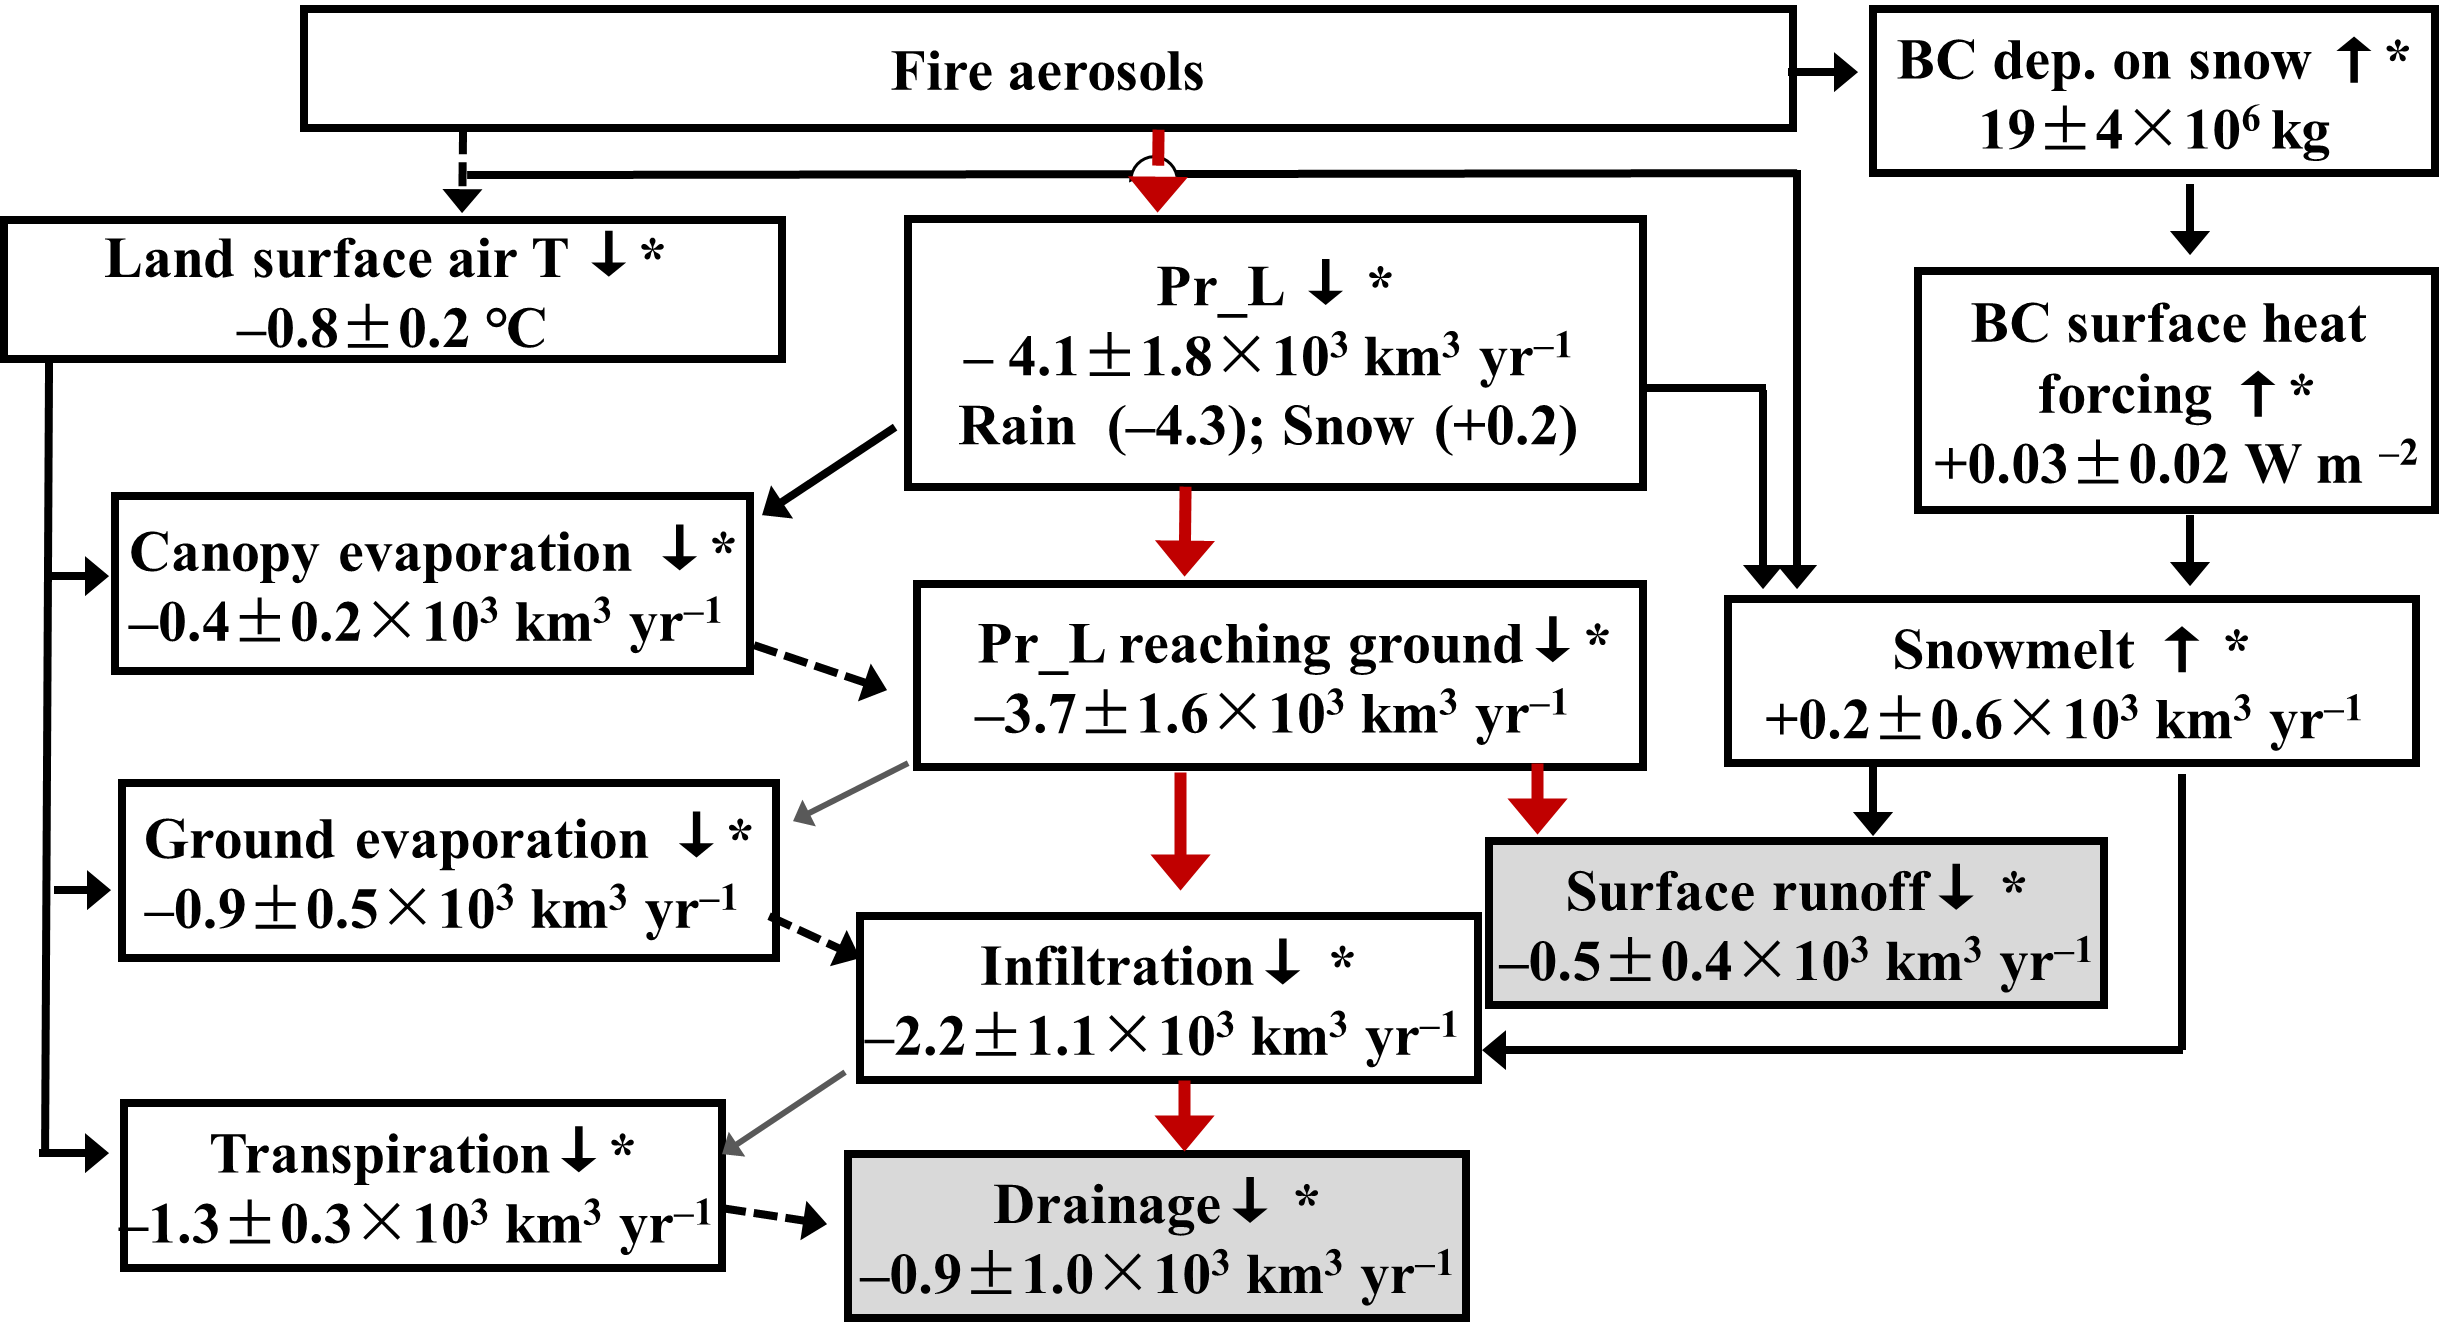 Fire aerosols
BC dep. on snow ↑ *
19±4×10⁶ kg
Land surface air T ↓ *
–0.8±0.2 °C
Pr_L ↓ *
– 4.1±1.8×10³ km³ yr⁻¹
Rain (–4.3); Snow (+0.2)
BC surface heat
forcing ↑ *
+0.03±0.02 W m ⁻²
Canopy evaporation ↓ *
–0.4±0.2×10³ km³ yr⁻¹
Pr_L reaching ground ↓ *
–3.7±1.6×10³ km³ yr⁻¹
Snowmelt ↑ *
+0.2±0.6×10³ km³ yr⁻¹
Ground evaporation ↓ *
–0.9±0.5×10³ km³ yr⁻¹
Surface runoff ↓ *
–0.5±0.4×10³ km³ yr⁻¹
Infiltration ↓ *
–2.2±1.1×10³ km³ yr⁻¹
Transpiration ↓ *
–1.3±0.3×10³ km³ yr⁻¹
Drainage ↓ *
–0.9±1.0×10³ km³ yr⁻¹